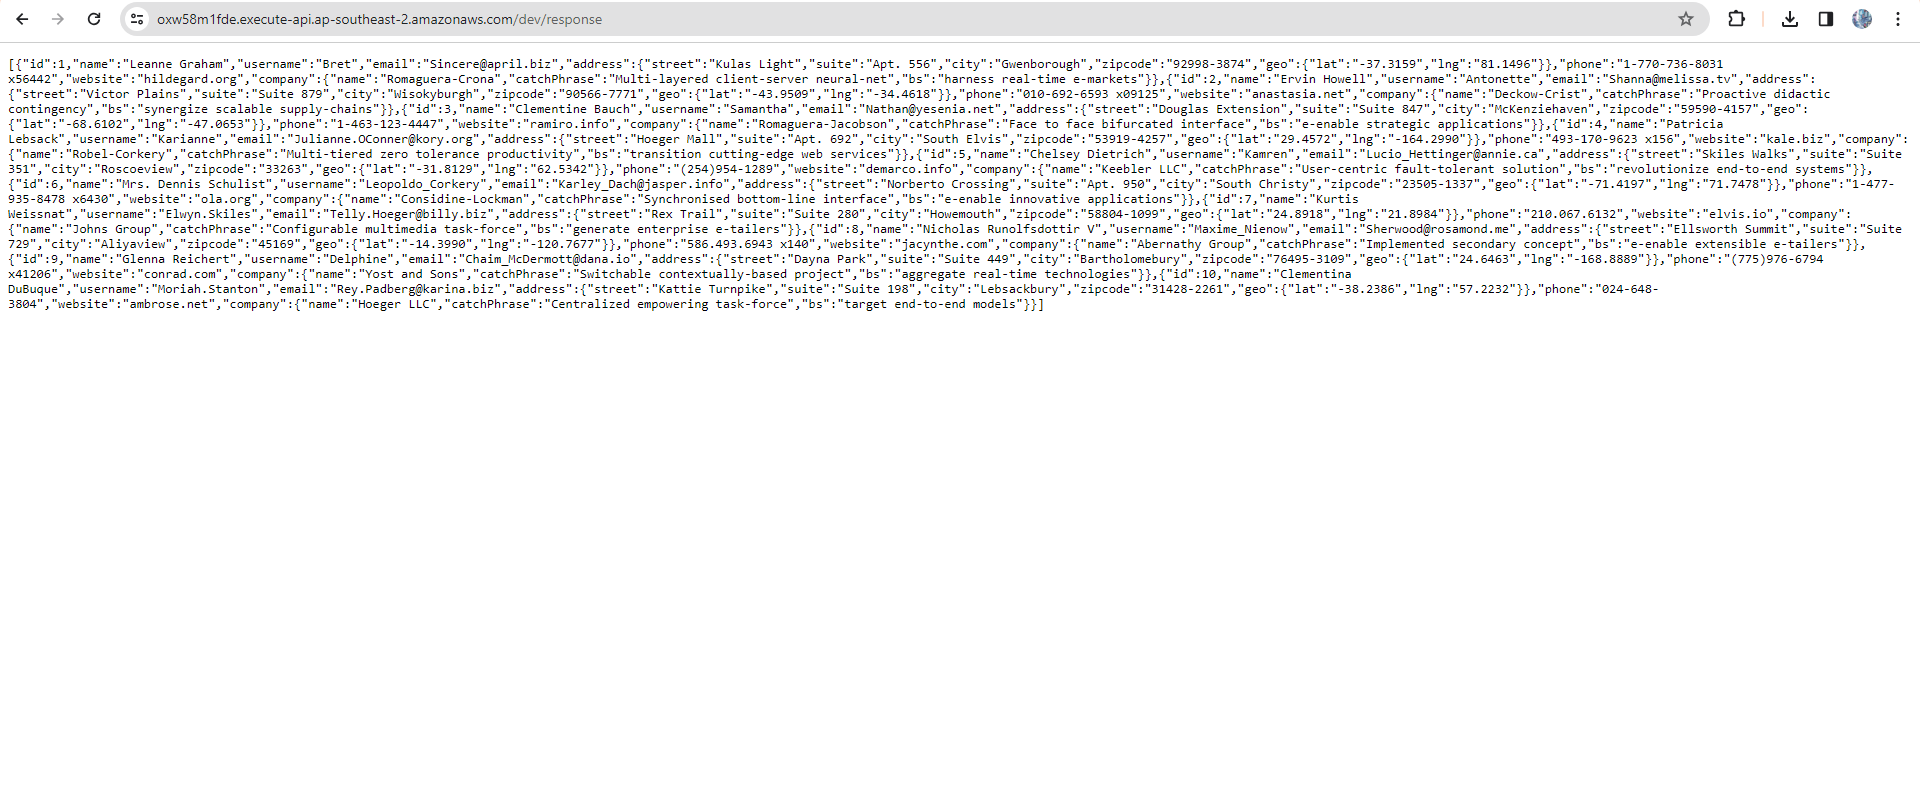 oxw58m1fde.execute-api.ap-southeast-2.amazonaws.com/dev/response
[{"id":1,"name":"Leanne Graham","username":"Bret","email":"Sincere@april.biz","address":{"street":"Kulas Light","suite":"Apt. 556","city":"Gwenborough","zipcode":"92998-3874","geo":{"lat":"-37.3159","lng":"81.1496"}},"phone":"1-770-736-8031
x56442","website":"hildegard.org","company":{"name":"Romaguera-Crona","catchPhrase":"Multi-layered client-server neural-net","bs":"harness real-time e-markets"}},{"id":2,"name":"Ervin Howell","username":"Antonette","email":"Shanna@melissa.tv","address":
{"street":"Victor Plains","suite":"Suite 879","city":"Wisokyburgh","zipcode":"90566-7771","geo":{"lat":"-43.9509","lng":"-34.4618"}},"phone":"010-692-6593 x09125","website":"anastasia.net","company":{"name":"Deckow-Crist","catchPhrase":"Proactive didactic
contingency","bs":"synergize scalable supply-chains"}},{"id":3,"name":"Clementine Bauch","username":"Samantha","email":"Nathan@yesenia.net","address":{"street":"Douglas Extension","suite":"Suite 847","city":"McKenziehaven","zipcode":"59590-4157","geo":
{"lat":"-68.6102","lng":"-47.0653"}},"phone":"1-463-123-4447","website":"ramiro.info","company":{"name":"Romaguera-Jacobson","catchPhrase":"Face to face bifurcated interface","bs":"e-enable strategic applications"}},{"id":4,"name":"Patricia
Lebsack","username":"Karianne","email":"Julianne.OConner@kory.org","address":{"street":"Hoeger Mall","suite":"Apt. 692","city":"South Elvis","zipcode":"53919-4257","geo":{"lat":"29.4572","lng":"-164.2990"}},"phone":"493-170-9623 x156","website":"kale.biz","company":
{"name":"Robel-Corkery","catchPhrase":"Multi-tiered zero tolerance productivity","bs":"transition cutting-edge web services"}},{"id":5,"name":"Chelsey Dietrich","username":"Kamren","email":"Lucio_Hettinger@annie.ca","address":{"street":"Skiles Walks","suite":"Suite
351","city":"Roscoeview","zipcode":"33263","geo":{"lat":"-31.8129","lng":"62.5342"}},"phone":"(254)954-1289","website":"demarco.info","company":{"name":"Keebler LLC","catchPhrase":"User-centric fault-tolerant solution","bs":"revolutionize end-to-end systems"}},
{"id":6,"name":"Mrs. Dennis Schulist","username":"Leopoldo_Corkery","email":"Karley_Dach@jasper.info","address":{"street":"Norberto Crossing","suite":"Apt. 950","city":"South Christy","zipcode":"23505-1337","geo":{"lat":"-71.4197","lng":"71.7478"}},"phone":"1-477-
935-8478 x6430","website":"ola.org","company":{"name":"Considine-Lockman","catchPhrase":"Synchronised bottom-line interface","bs":"e-enable innovative applications"}},{"id":7,"name":"Kurtis
Weissnat","username":"Elwyn.Skiles","email":"Telly.Hoeger@billy.biz","address":{"street":"Rex Trail","suite":"Suite 280","city":"Howemouth","zipcode":"58804-1099","geo":{"lat":"24.8918","lng":"21.8984"}},"phone":"210.067.6132","website":"elvis.io","company":
{"name":"Johns Group","catchPhrase":"Configurable multimedia task-force","bs":"generate enterprise e-tailers"}},{"id":8,"name":"Nicholas Runolfsdottir V","username":"Maxime_Nienow","email":"Sherwood@rosamond.me","address":{"street":"Ellsworth Summit","suite":"Suite
729","city":"Aliyaview","zipcode":"45169","geo":{"lat":"-14.3990","lng":"-120.7677"}},"phone":"586.493.6943 x140","website":"jacynthe.com","company":{"name":"Abernathy Group","catchPhrase":"Implemented secondary concept","bs":"e-enable extensible e-tailers"}},
{"id":9,"name":"Glenna Reichert","username":"Delphine","email":"Chaim_McDermott@dana.io","address":{"street":"Dayna Park","suite":"Suite 449","city":"Bartholomebury","zipcode":"76495-3109","geo":{"lat":"24.6463","lng":"-168.8889"}},"phone":"(775)976-6794
x41206","website":"conrad.com","company":{"name":"Yost and Sons","catchPhrase":"Switchable contextually-based project","bs":"aggregate real-time technologies"}},{"id":10,"name":"Clementina
DuBuque","username":"Moriah.Stanton","email":"Rey.Padberg@karina.biz","address":{"street":"Kattie Turnpike","suite":"Suite 198","city":"Lebsackbury","zipcode":"31428-2261","geo":{"lat":"-38.2386","lng":"57.2232"}},"phone":"024-648-
3804","website":"ambrose.net","company":{"name":"Hoeger LLC","catchPhrase":"Centralized empowering task-force","bs":"target end-to-end models"}}]